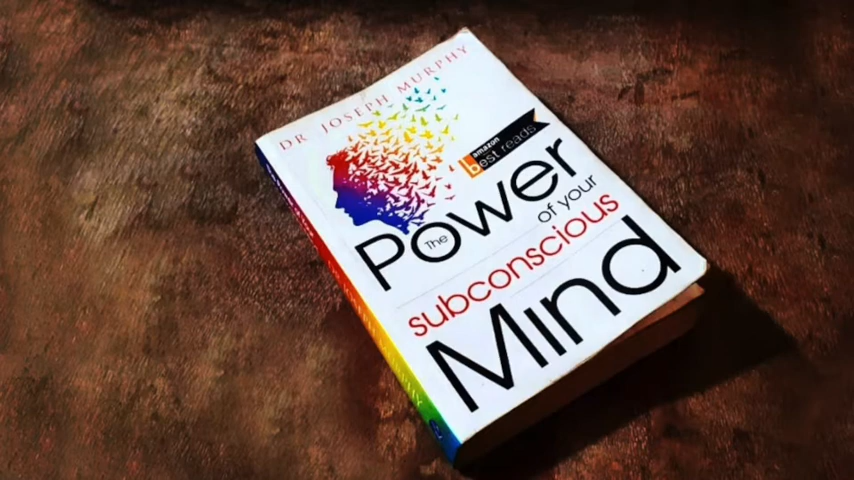 DR JOSEPH MURPHY
amazon
best reads
The
Power
of your
subconscious
Mind